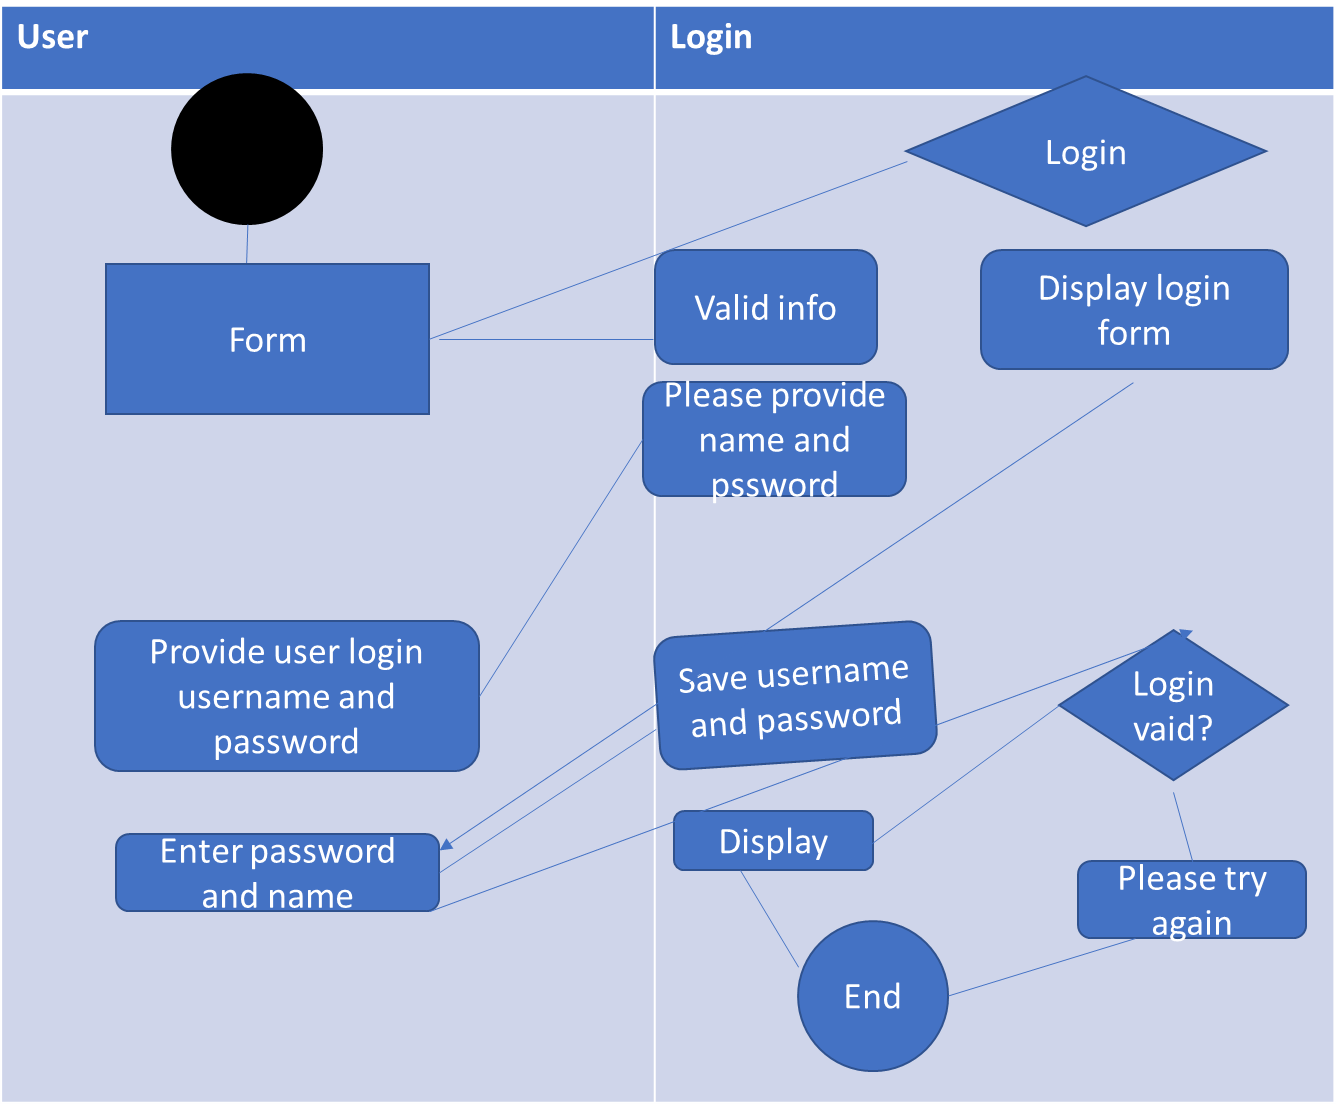 User
Login
Login
Form
Valid info
Display login
form
Please provide
name and
pssword
Provide user login
username and
password
Save username
and password
Login
vaid?
Enter password
and name
Display
Please try
again
End